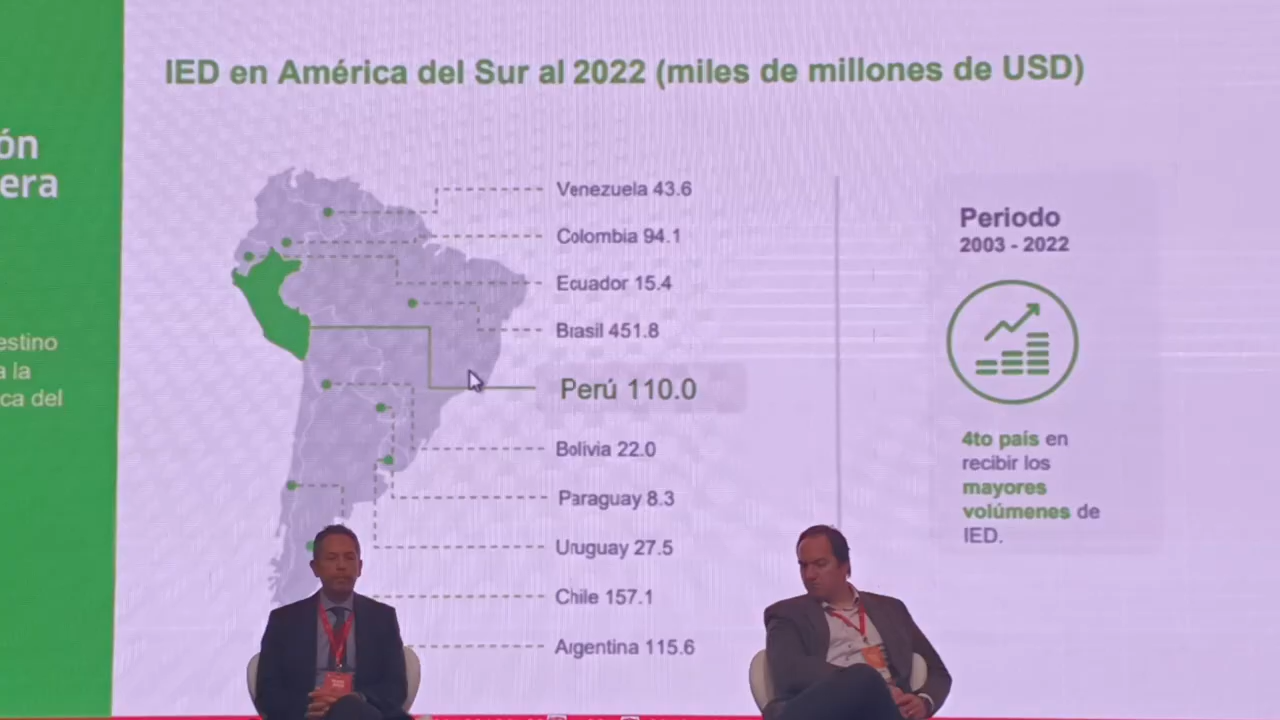 IED en América del Sur al 2022 (miles de millones de USD)
ón
era
estino
a la
ca del
Venezuela 43.6
Colombia 94.1
Ecuador 15.4
Brasil 451.8
Perú 110.0
Bolivia 22.0
Paraguay 8.3
Uruguay 27.5
Chile 157.1
Argentina 115.6
Periodo
2003 - 2022
4to país en
recibir los
mayores
volúmenes de
IED.